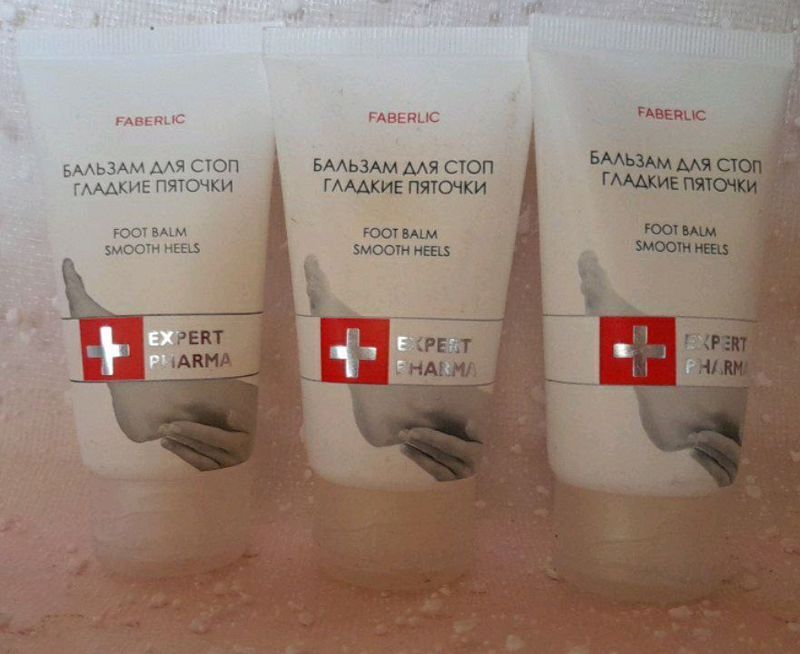 FABERLIC
БАЛЬЗАМ ДЛЯ СТОП
ГЛАДКИЕ ПЯТОЧКИ
FOOT BALM
SMOOTH HEELS
EXPERT
PHARMA
FABERLIC
БАЛЬЗАМ ДЛЯ СТОП
ГЛАДКИЕ ПЯТОЧКИ
FOOT BALM
SMOOTH HEELS
EXPERT
PHARMA
FABERLIC
БАЛЬЗАМ ДЛЯ СТОП
ГЛАДКИЕ ПЯТОЧКИ
FOOT BALM
SMOOTH HEELS
EXPERT
PHARMA